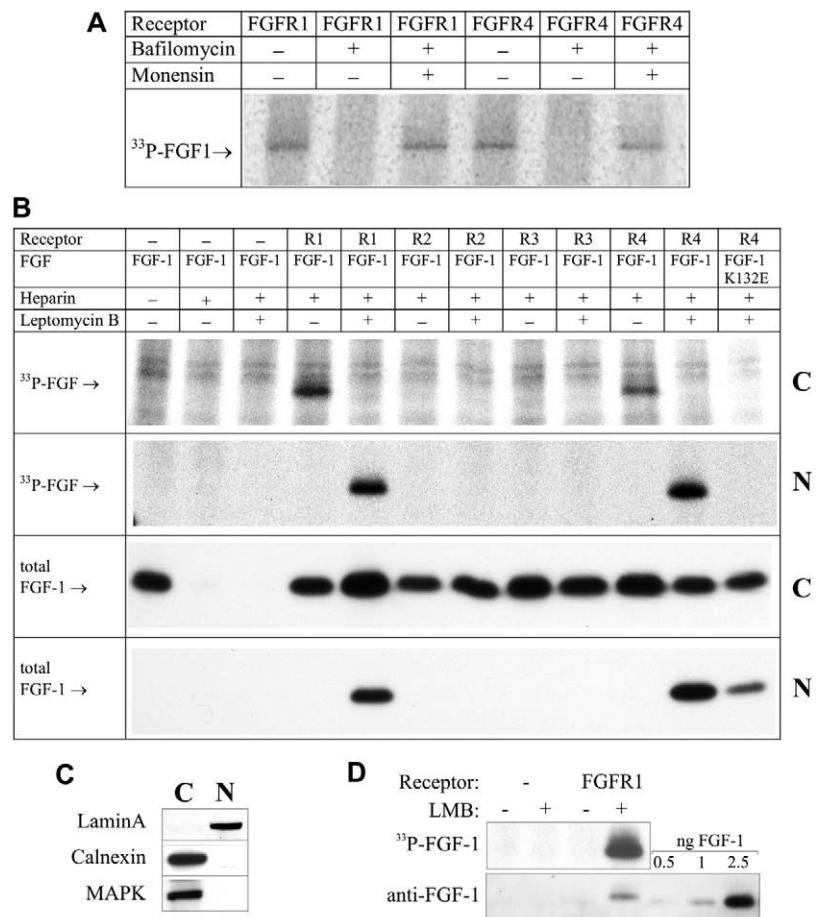 A
Receptor FGFR1 FGFR1 FGFR1 FGFR4 FGFR4 FGFR4
Bafilomycin – + + – + +
Monensin – – + – – +
³³P-FGF1→
B
Receptor – – – R1 R1 R2 R2 R3 R3 R4 R4 R4
FGF FGF-1 FGF-1 FGF-1 FGF-1 FGF-1 FGF-1 FGF-1 FGF-1 FGF-1 FGF-1 FGF-1 FGF-1
K132E
Heparin – + + + + + + + + + + +
Leptomycin B – – + – + – + – + – + +
³³P-FGF → C
³³P-FGF → N
total
FGF-1 → C
total
FGF-1 → N
C
C N
LaminA
Calnexin
MAPK
D
Receptor: - FGFR1
LMB: - + - +
³³P-FGF-1
ng FGF-1
0.5 1 2.5
anti-FGF-1